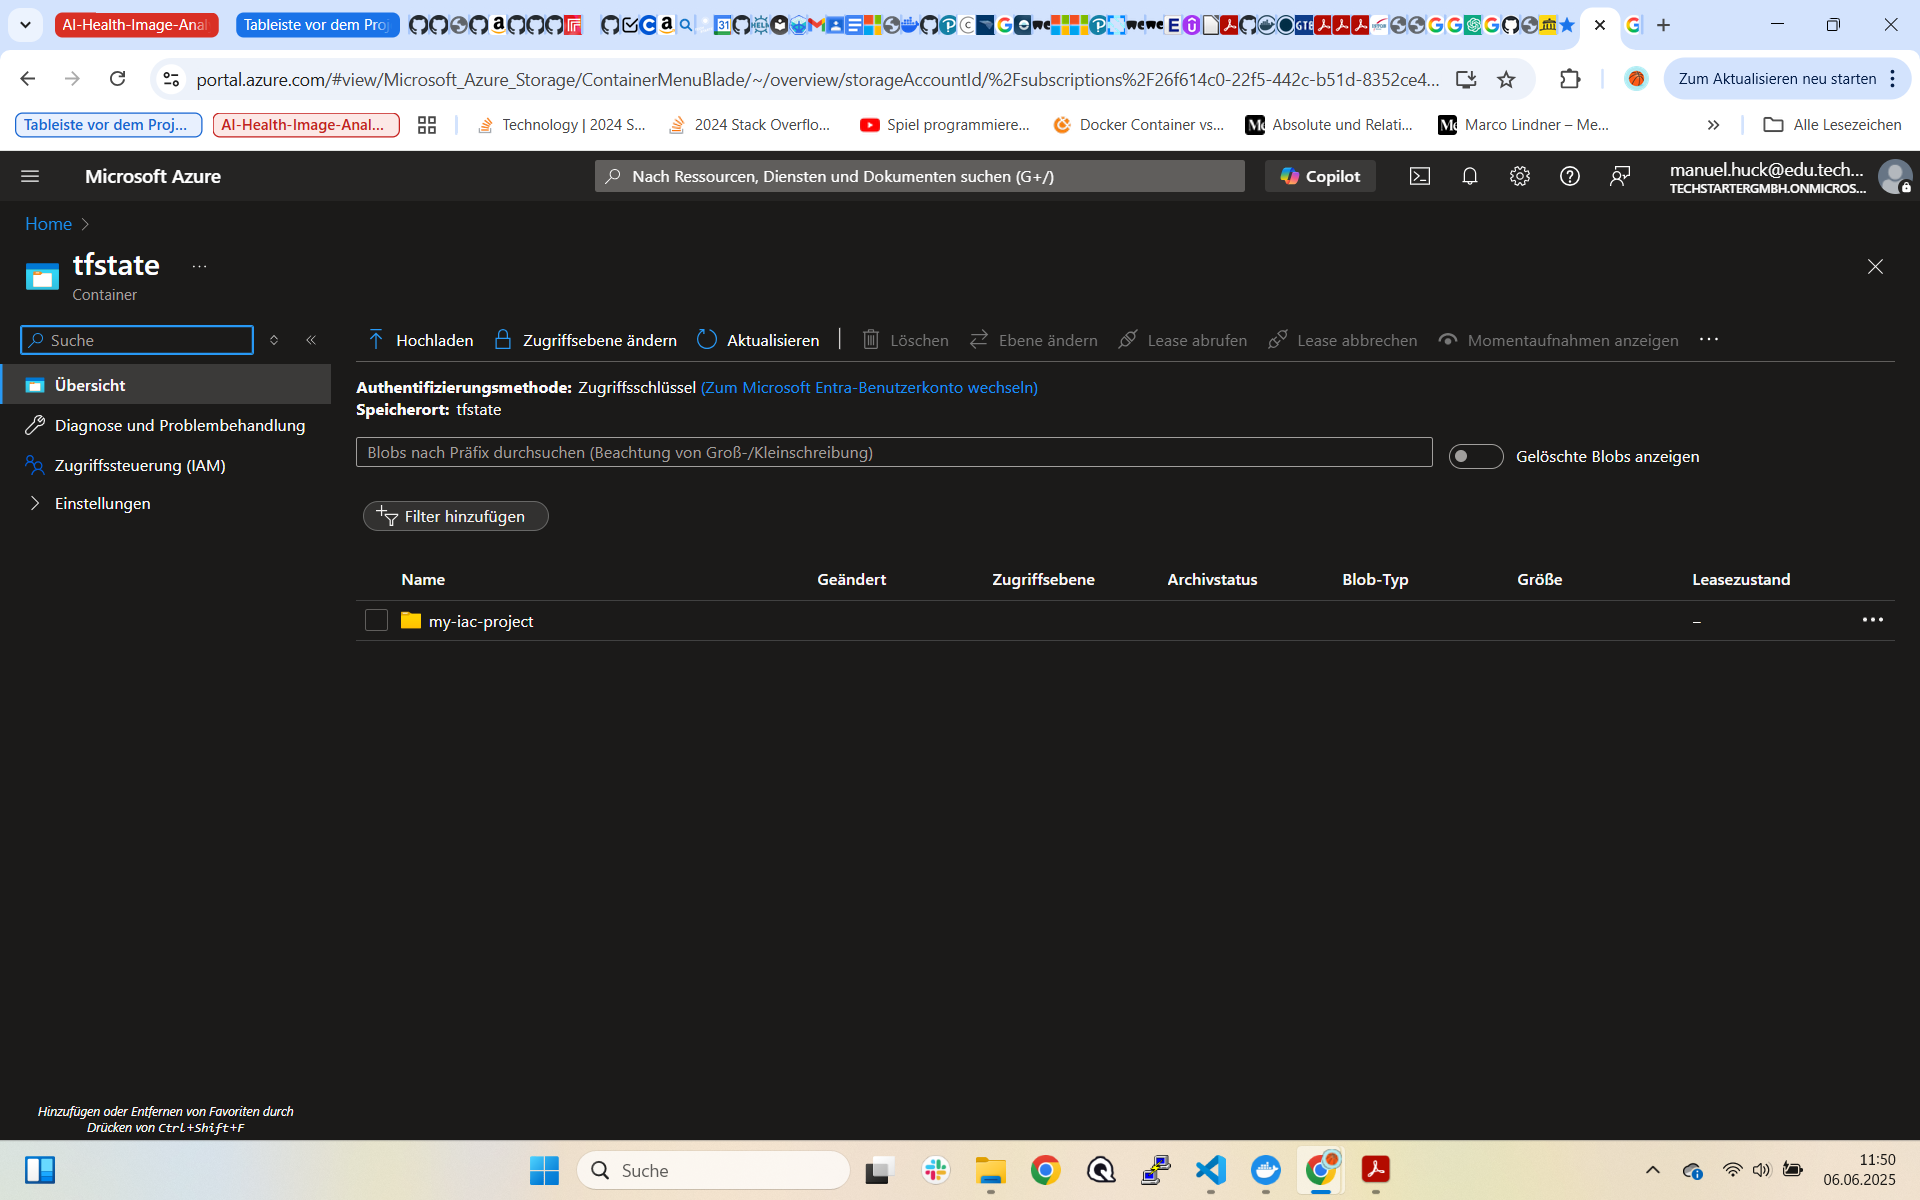 AI-Health-Image-Anal
Tableiste vor dem Proj
portal.azure.com/#view/Microsoft_Azure_Storage/ContainerMenuBlade/~/overview/storageAccountId/%2Fsubscriptions%2F26f614c0-22f5-442c-b51d-8352ce4...
Zum Aktualisieren neu starten
Tableiste vor dem Proj...
AI-Health-Image-Anal...
Technology | 2024 S...
2024 Stack Overflo...
Spiel programmiere...
Docker Container vs...
Absolute und Relati...
Marco Lindner – Me...
Alle Lesezeichen
Microsoft Azure
Nach Ressourcen, Diensten und Dokumenten suchen (G+/)
Copilot
manuel.huck@edu.tech...
TECHSTARTERGMBH.ONMICROS...
Home
tfstate
Container
Suche
Hochladen
Zugriffsebene ändern
Aktualisieren
Löschen
Ebene ändern
Lease abrufen
Lease abbrechen
Momentaufnahmen anzeigen
Übersicht
Diagnose und Problembehandlung
Zugriffssteuerung (IAM)
Einstellungen
Authentifizierungsmethode: Zugriffsschlüssel (Zum Microsoft Entra-Benutzerkonto wechseln)
Speicherort: tfstate
Blobs nach Präfix durchsuchen (Beachtung von Groß-/Kleinschreibung)
Gelöschte Blobs anzeigen
Filter hinzufügen
Name Geändert Zugriffsebene Archivstatus Blob-Typ Größe Leasezustand
my-iac-project –
Hinzufügen oder Entfernen von Favoriten durch
Drücken von Ctrl+Shift+F
Suche
11:50
06.06.2025